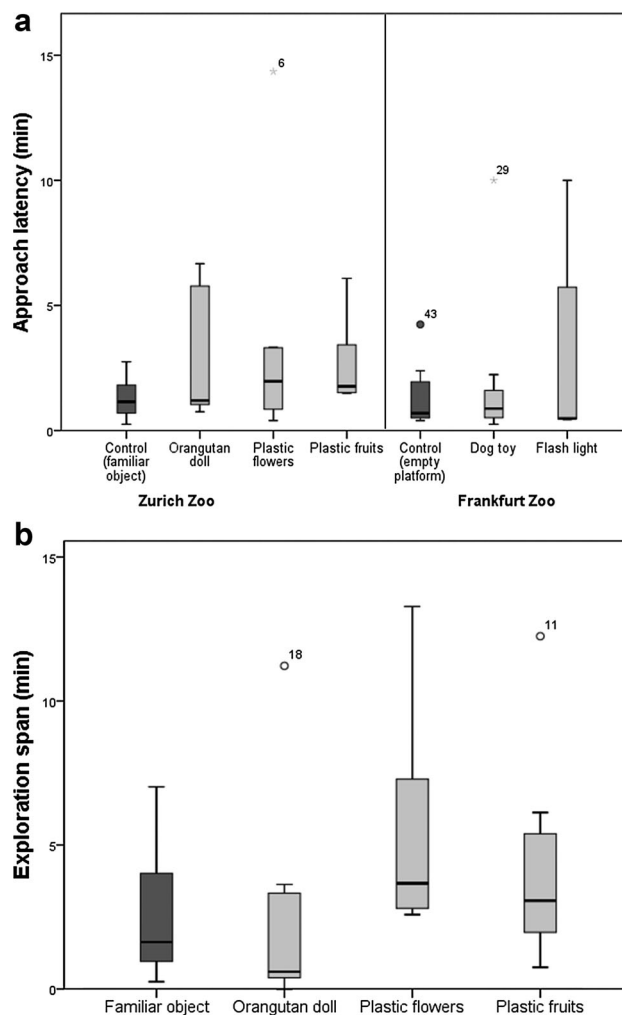 a
Approach latency (min)
15
10
5
0
6
29
43
Control
(familiar
object)
Orangutan
doll
Plastic
flowers
Plastic fruits
Control
(empty
platform)
Dog toy
Flash light
Zurich Zoo
Frankfurt Zoo
b
Exploration span (min)
15
10
5
0
18
11
Familiar object
Orangutan doll
Plastic flowers
Plastic fruits